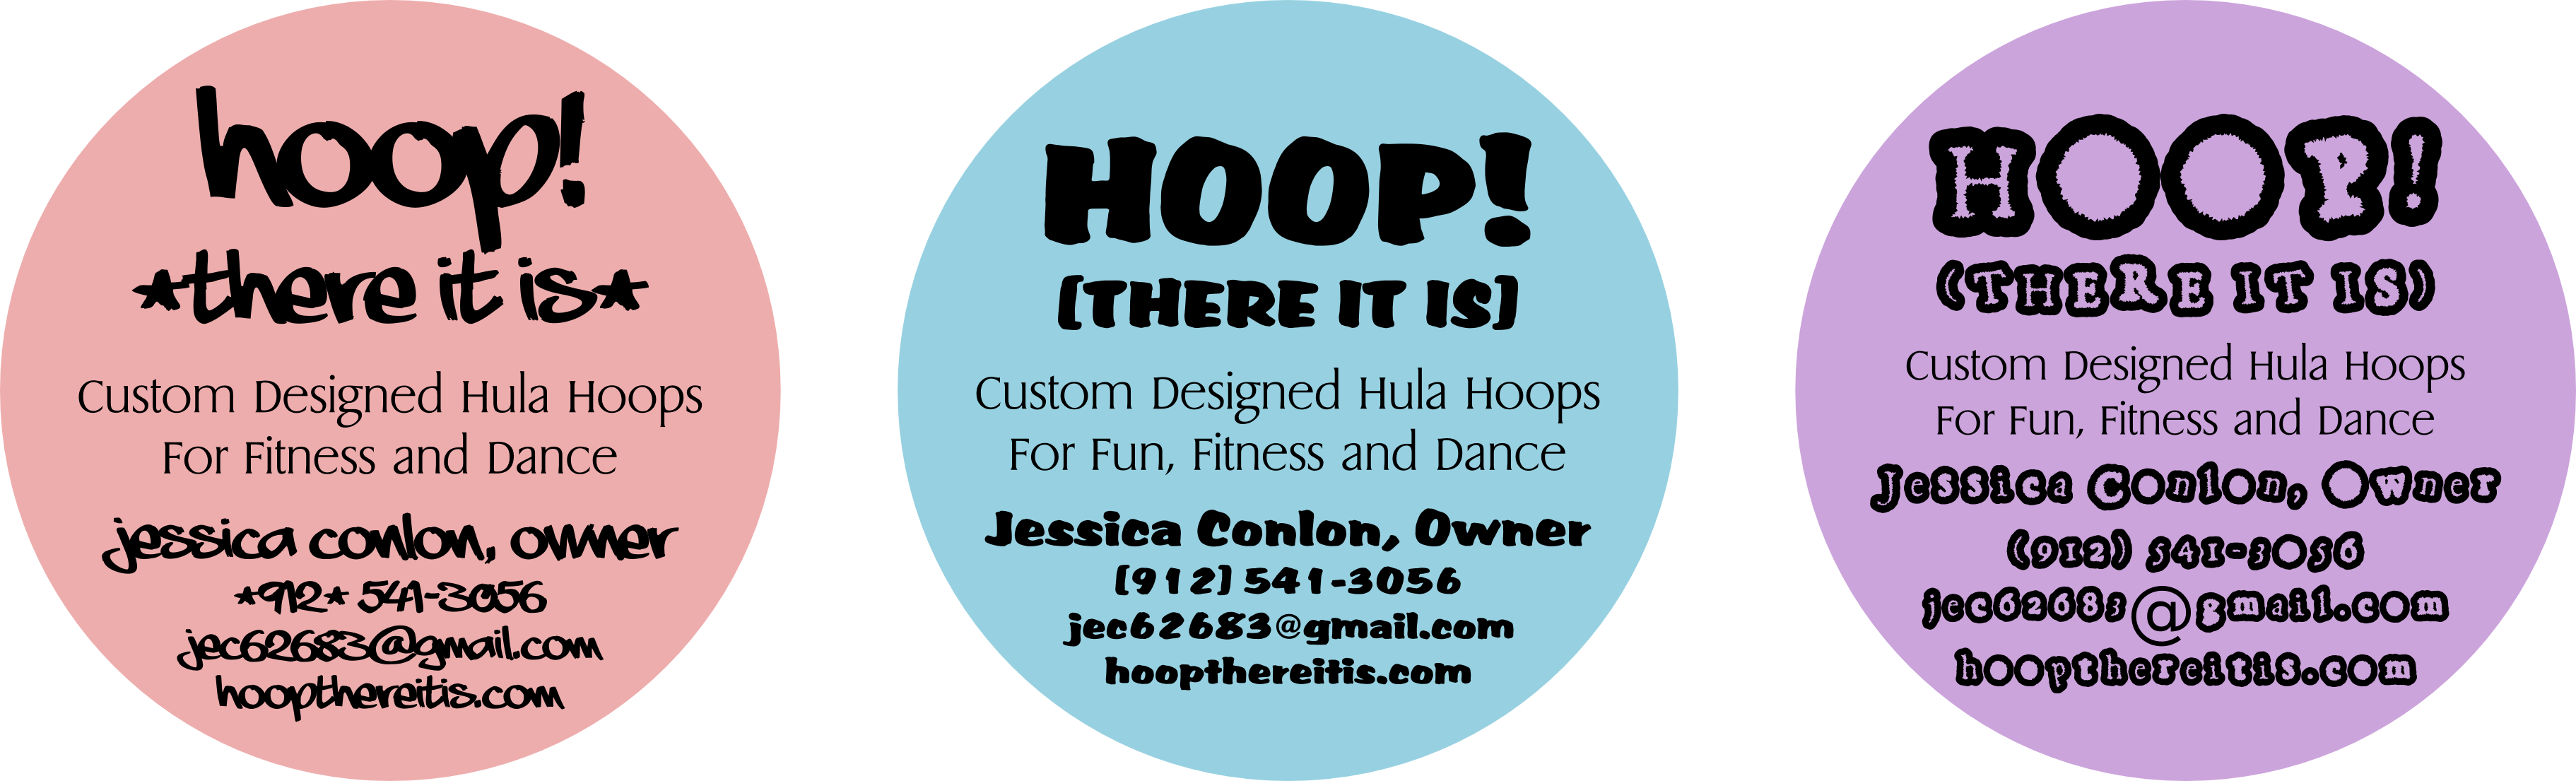 hoop!
*there it is*
Custom Designed Hula Hoops
For Fitness and Dance
jessica conlon, owner
*912* 541-3056
jec62683@gmail.com
hoopthereitis.com
HOOP!
[THERE IT IS]
Custom Designed Hula Hoops
For Fun, Fitness and Dance
Jessica Conlon, Owner
[912] 541-3056
jec62683@gmail.com
hoopthereitis.com
HOOP!
(THERE IT IS)
Custom Designed Hula Hoops
For Fun, Fitness and Dance
Jessica Conlon, Owner
(912) 541-3056
jec62683@gmail.com
hoopthereitis.com